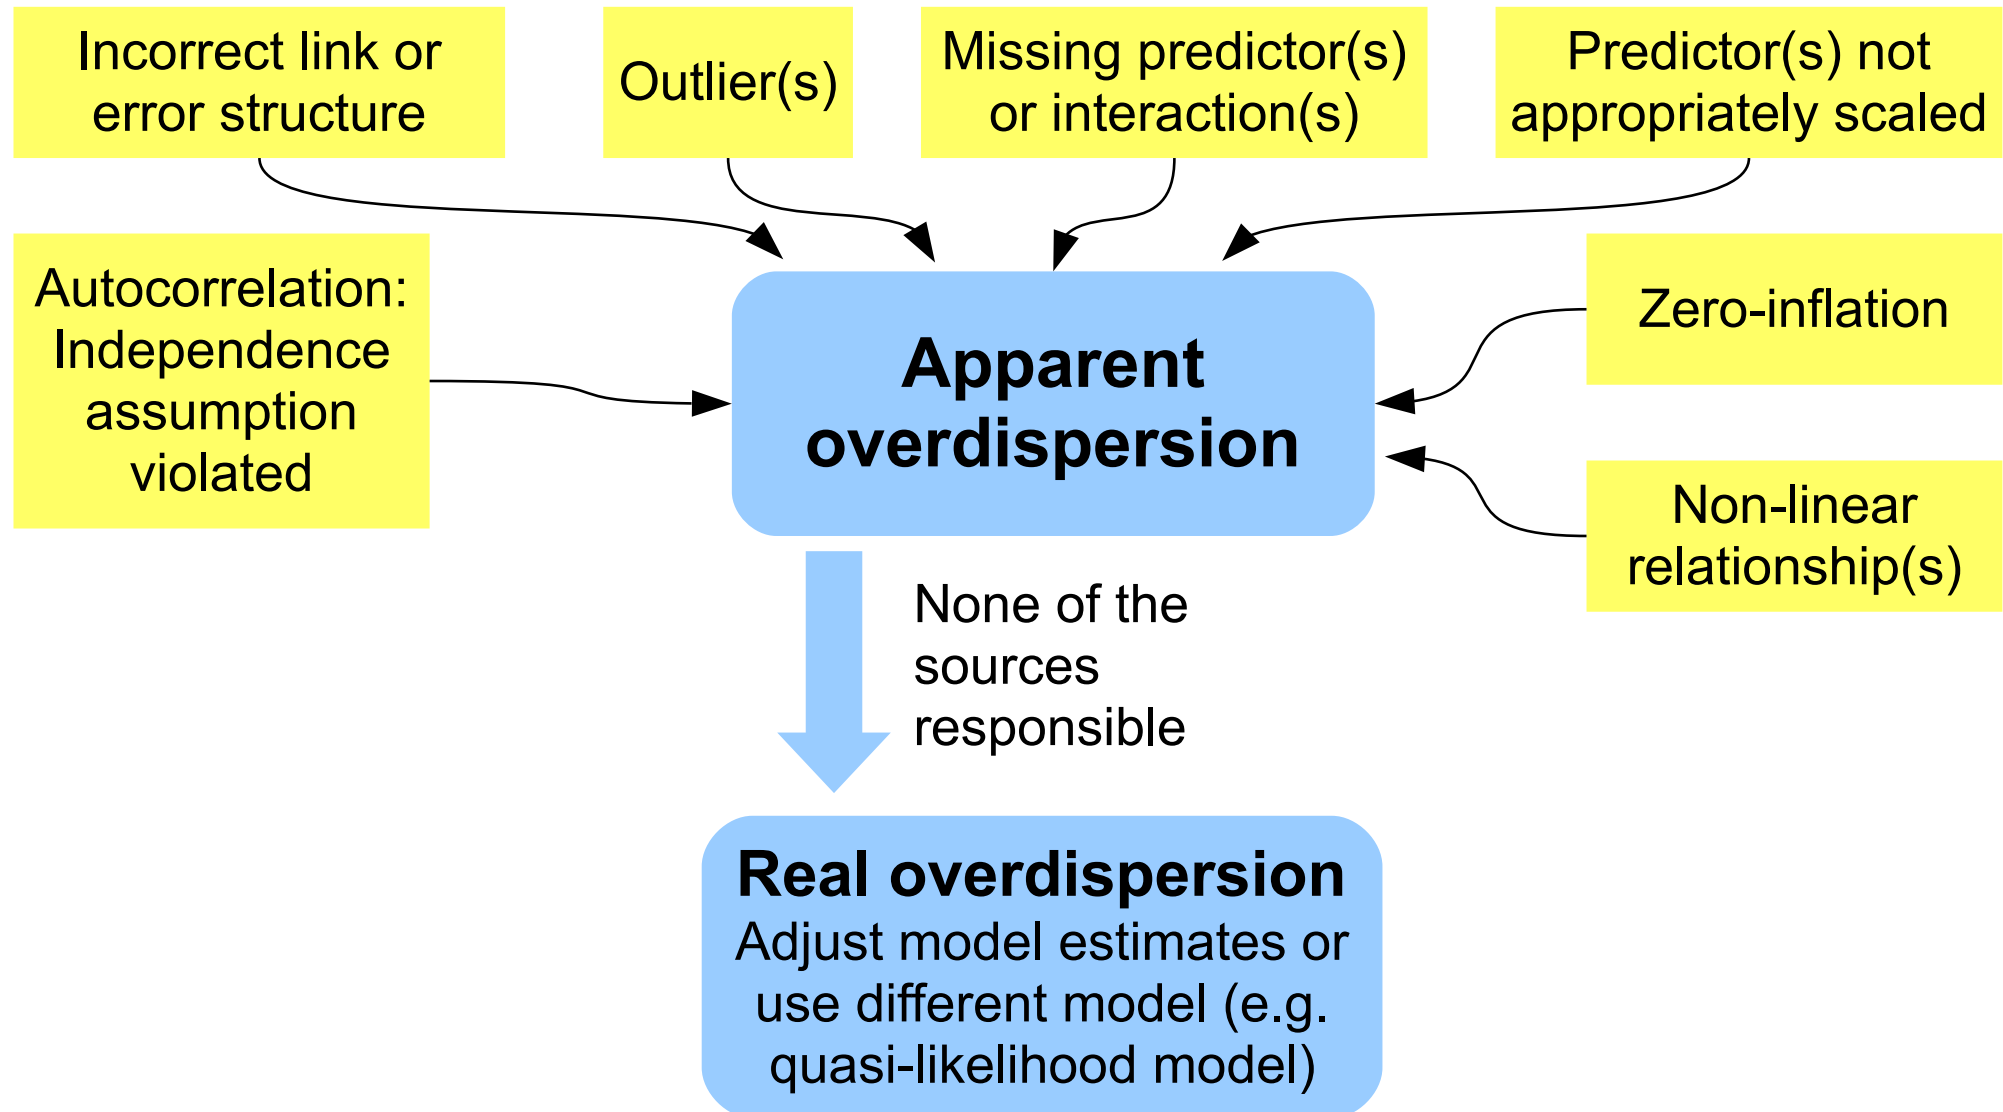 Incorrect link or
error structure
Outlier(s)
Missing predictor(s)
or interaction(s)
Predictor(s) not
appropriately scaled
Autocorrelation:
Independence
assumption
violated
Apparent
overdispersion
Zero-inflation
Non-linear
relationship(s)
None of the
sources
responsible
Real overdispersion
Adjust model estimates or
use different model (e.g.
quasi-likelihood model)